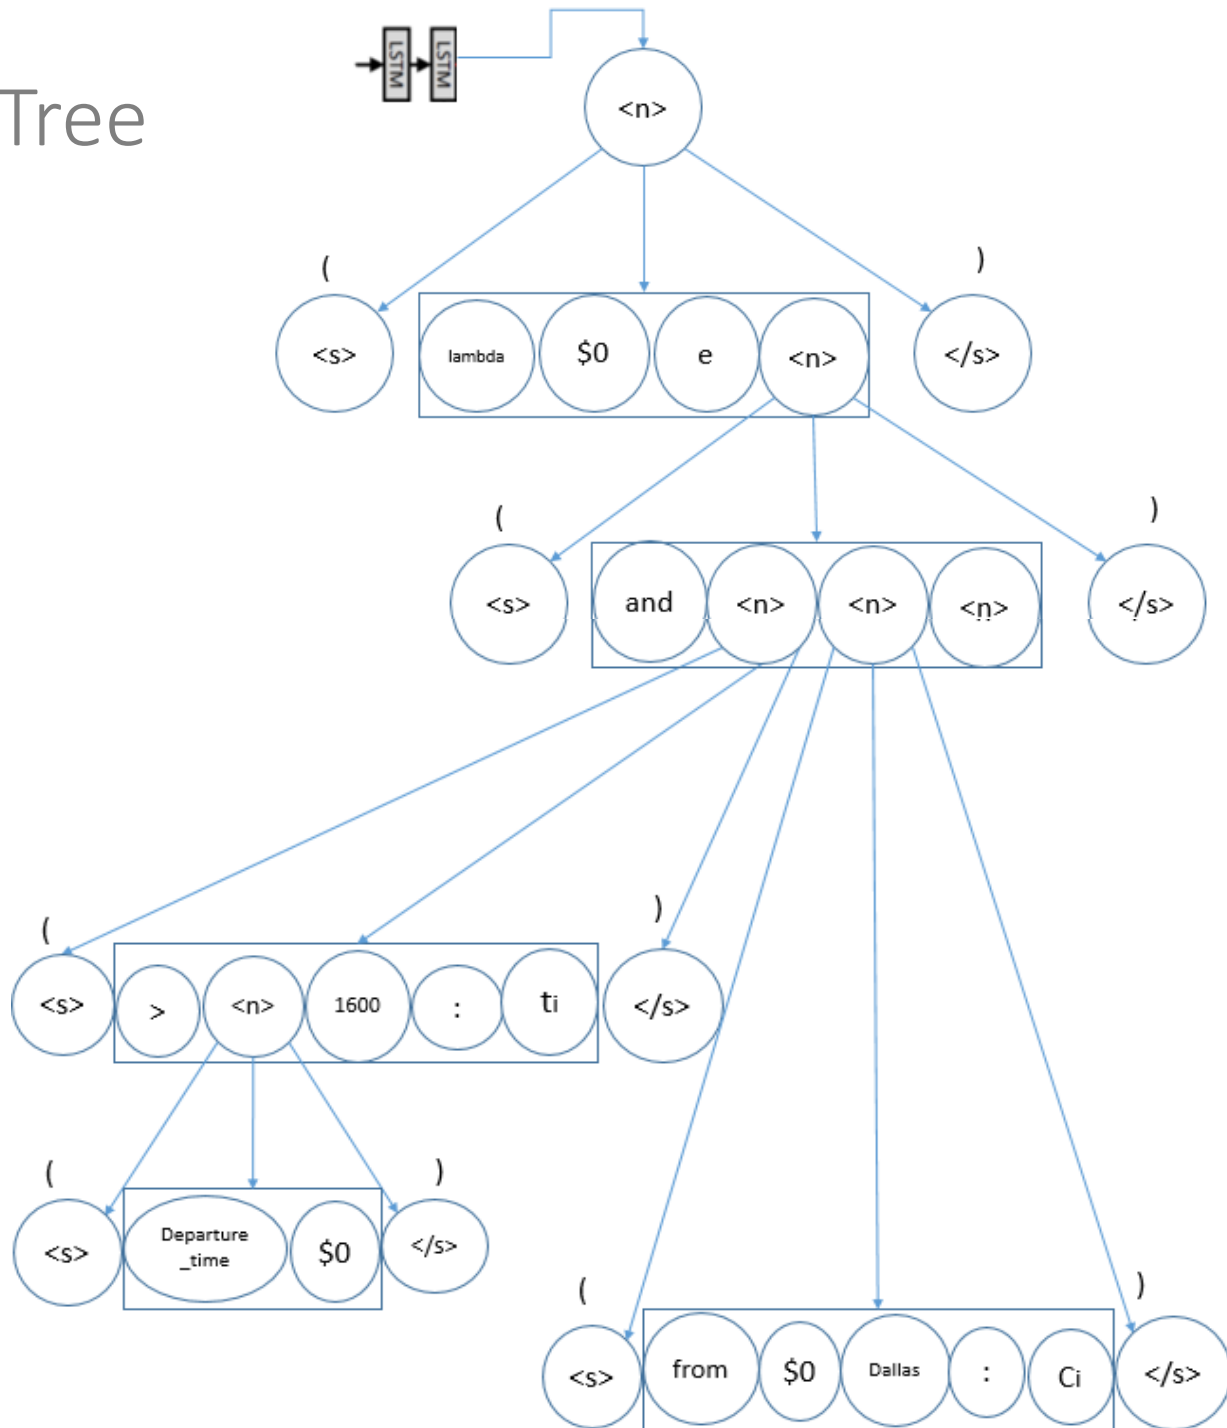 LSTM LSTM
<n>
Tree
( )
<s> lambda $0 e <n> </s>
( )
<s> and <n> <n> <n> </s>
( )
<s> > <n> 1600 : ti </s>
( )
<s> Departure
_time $0 </s>
( )
<s> from $0 Dallas : Ci </s>